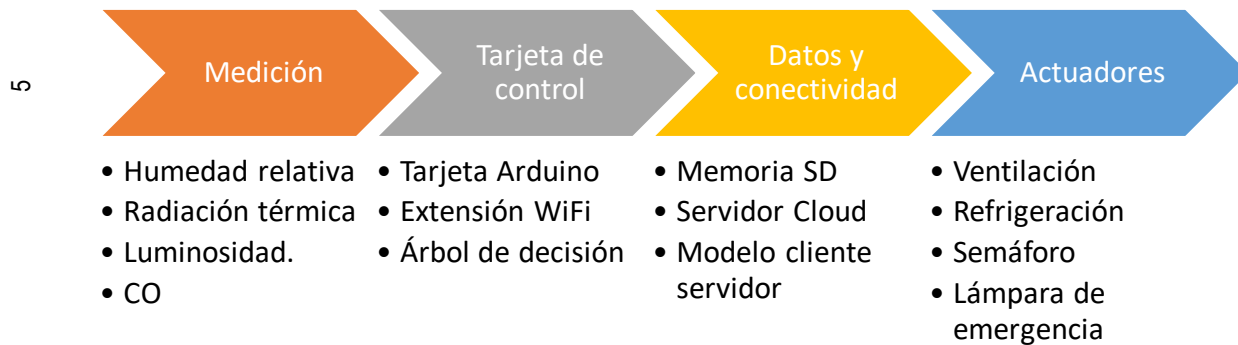 5
Medición
Tarjeta de
control
Datos y
conectividad
Actuadores
• Humedad relativa
• Radiación térmica
• Luminosidad.
• CO
• Tarjeta Arduino
• Extensión WiFi
• Árbol de decisión
• Memoria SD
• Servidor Cloud
• Modelo cliente
servidor
• Ventilación
• Refrigeración
• Semáforo
• Lámpara de
emergencia